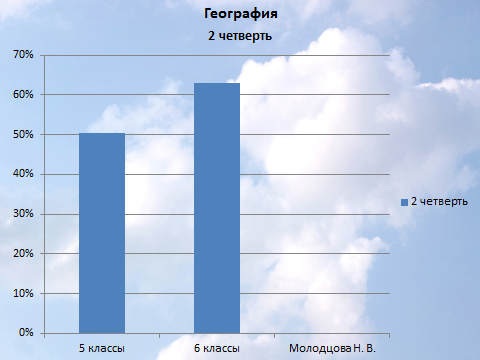 География
2 четверть
70%
60%
50%
40%
30%
20%
10%
0%
5 классы
6 классы
Молодцова Н. В.
2 четверть